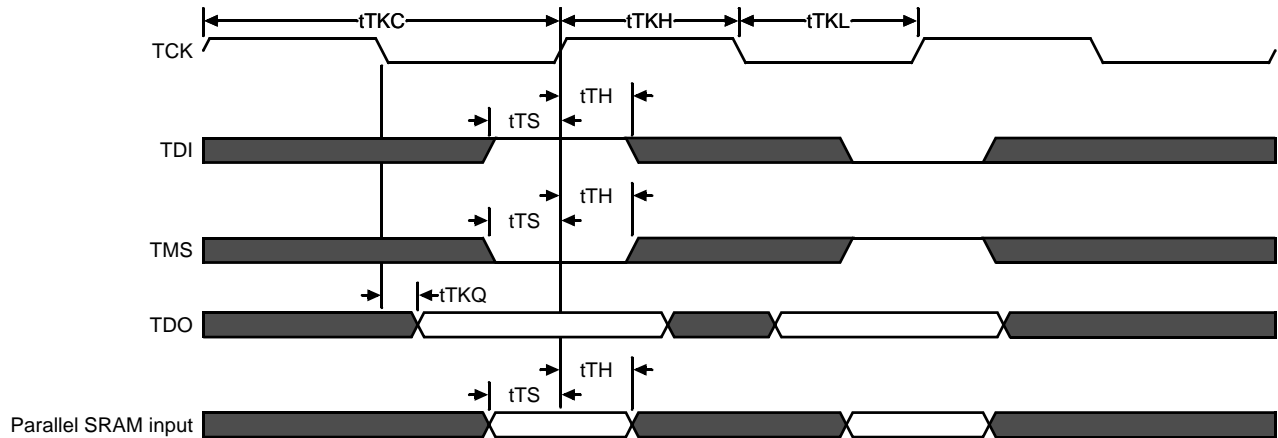 tTKC tTKH tTKL
TCK
tTH
tTS
TDI
tTH
tTS
TMS
tTKQ
TDO
tTH
tTS
Parallel SRAM input